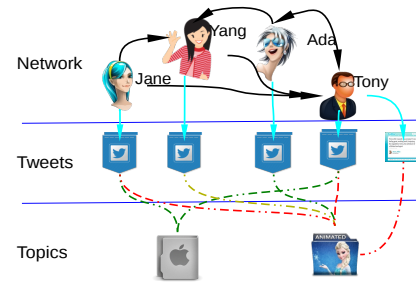 Yang
Ada
Network
Jane
Tony
Tweets
ANIMATED
Topics